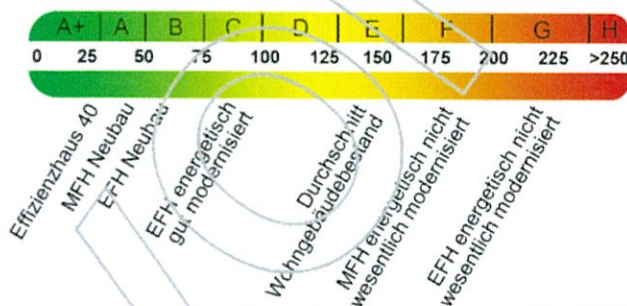 A+ A B C D E F G H
0 25 50 75 100 125 150 175 200 225 >250
Effizienzhaus 40
MFH Neubau
EFH Neubau
EFH energetisch
gut modernisiert
Durchschnitt
Wohngebäudebestand
MFH energetisch nicht
wesentlich modernisiert
EFH energetisch nicht
wesentlich modernisiert